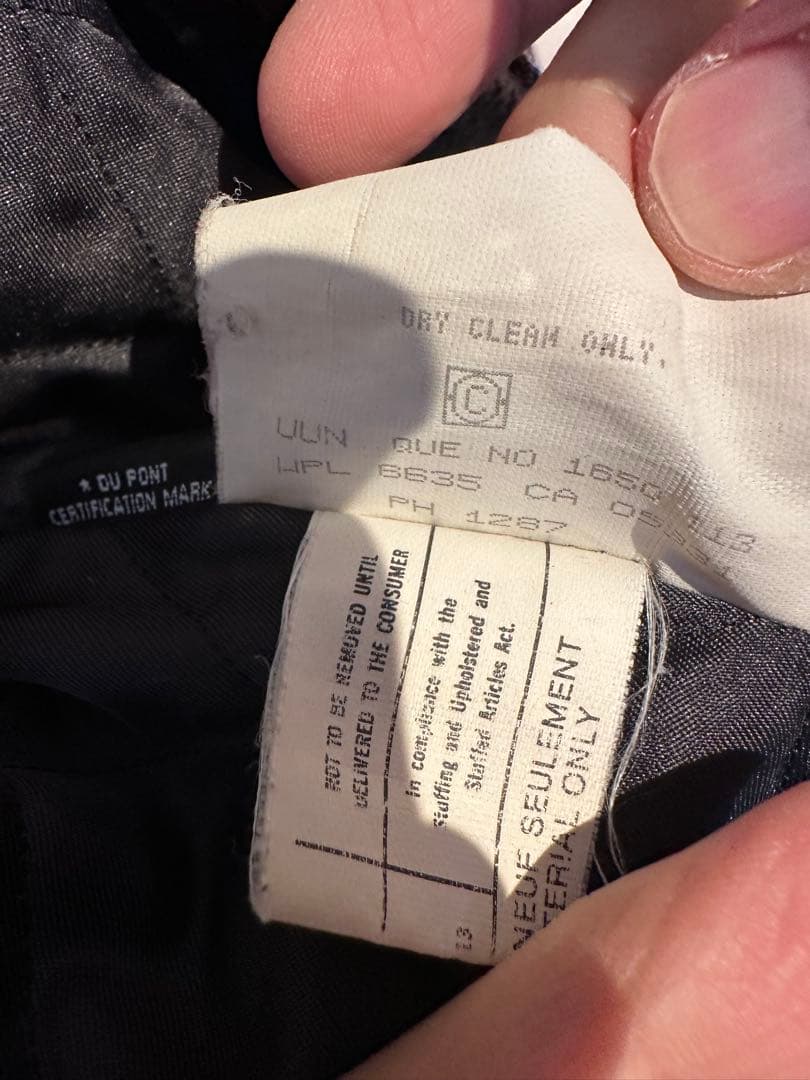 DRY CLEAN ONLY.
C
UUN QUE NO 1650
WPL 6635 CA
PH 1287
* DU PONT
CERTIFICATION MARK
NOT TO BE REMOVED UNTIL
DELIVERED TO THE CONSUMER
In compliance with the
Stuffing and Upholstered and
Stuffed Articles Act.
NEUF SEULEMENT
ONLY